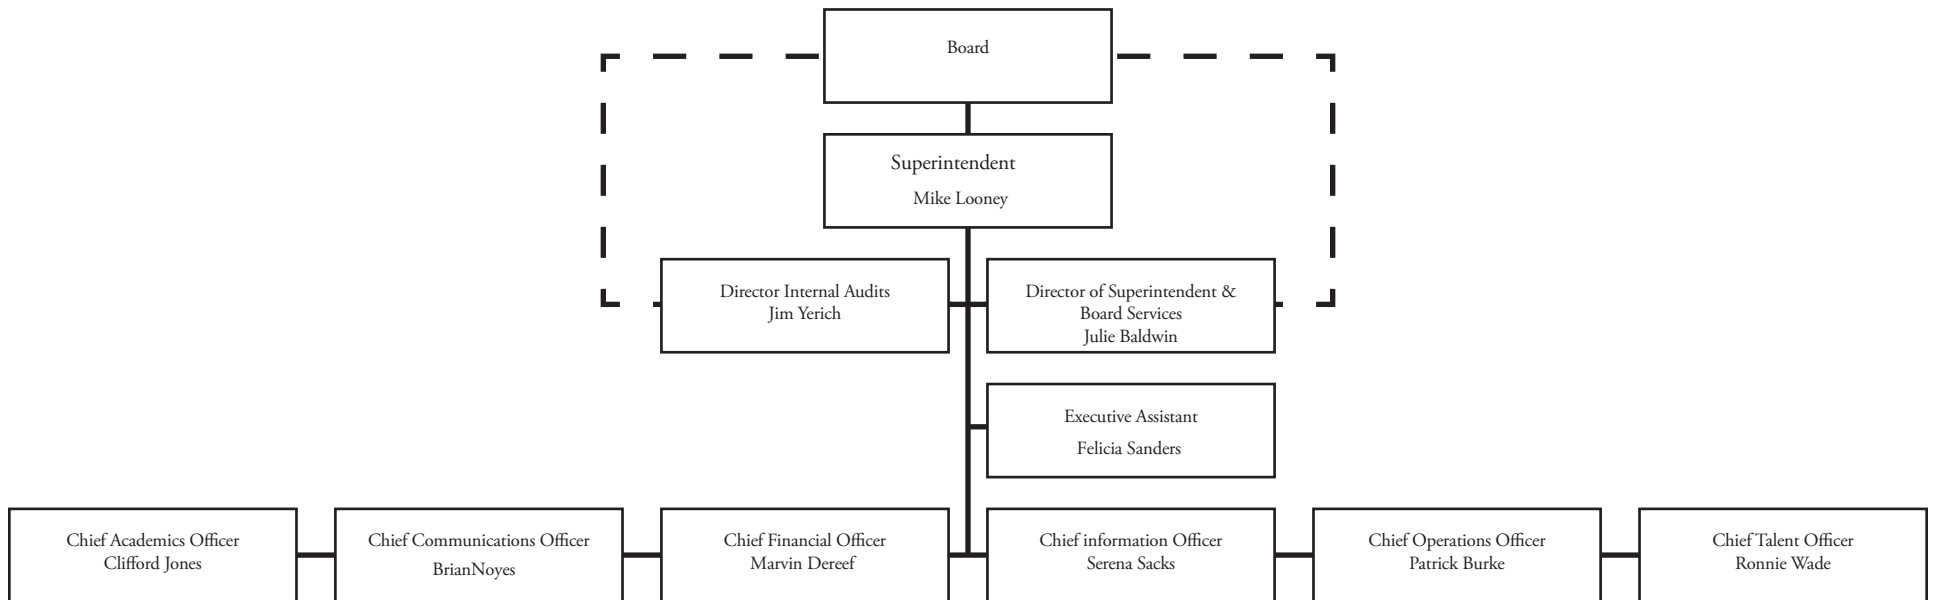 Board
Superintendent
Mike Looney
Director Internal Audits
Jim Yerich
Director of Superintendent &
Board Services
Julie Baldwin
Executive Assistant
Felicia Sanders
Chief Academics Officer
Clifford Jones
Chief Communications Officer
BrianNoyes
Chief Financial Officer
Marvin Dereef
Chief information Officer
Serena Sacks
Chief Operations Officer
Patrick Burke
Chief Talent Officer
Ronnie Wade